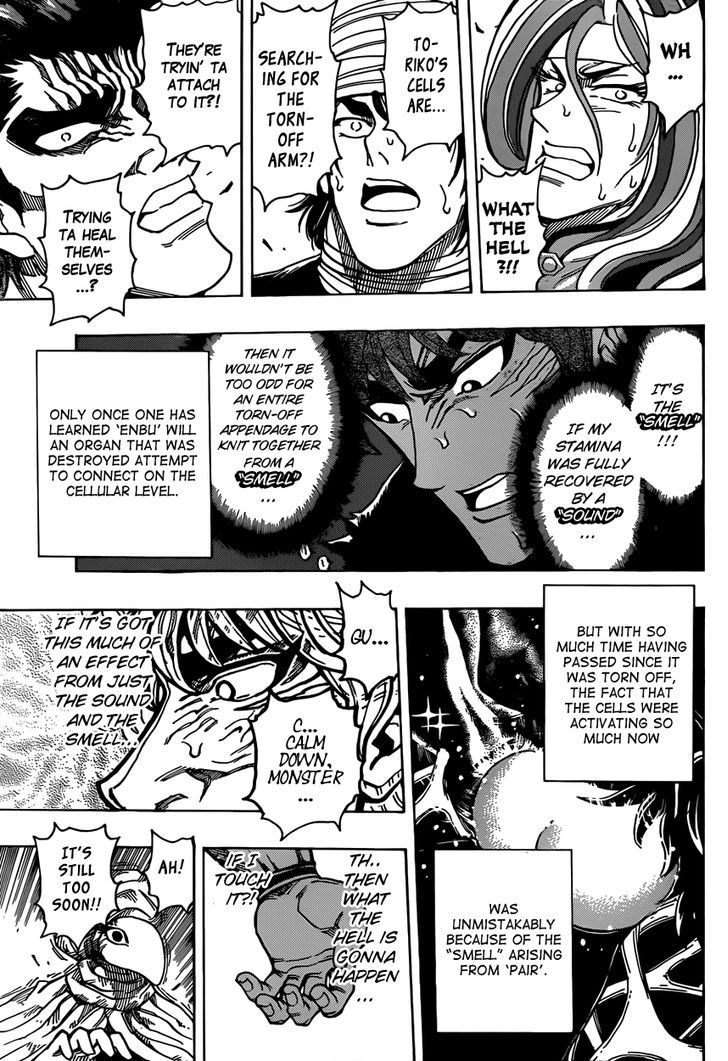 WH
...
WHAT
THE
HELL
?!!
TO-
RIKO'S
CELLS
ARE...
SEARCH-
ING FOR
THE
TORN-
OFF
ARM?!
THEY'RE
TRYIN' TA
ATTACH
TO IT?!
TRYING
TA HEAL
THEM-
SELVES
...?
IT'S
THE
"SMELL"
!!!
IF MY
STAMINA
WAS FULLY
RECOVERED
BY A
"SOUND"
...
THEN IT
WOULDN'T BE
TOO ODD FOR
AN ENTIRE
TORN-OFF
APPENDAGE TO
KNIT TOGETHER
FROM A
"SMELL"
...
ONLY ONCE ONE HAS
LEARNED 'ENBU' WILL
AN ORGAN THAT WAS
DESTROYED ATTEMPT
TO CONNECT ON THE
CELLULAR LEVEL.
BUT WITH SO
MUCH TIME HAVING
PASSED SINCE IT
WAS TORN OFF,
THE FACT THAT
THE CELLS WERE
ACTIVATING SO
MUCH NOW
WAS
UNMISTAKABLY
BECAUSE OF THE
"SMELL" ARISING
FROM 'PAIR'.
GU...
C...
CALM
DOWN,
MONSTER
...
IF IT'S GOT
THIS MUCH OF
AN EFFECT
FROM JUST
THE SOUND
AND THE
SMELL...
TH..
THEN
WHAT
THE
HELL IS
GONNA
HAPPEN
...
IF I
TOUCH
IT?!
AH!
IT'S
STILL
TOO
SOON!!